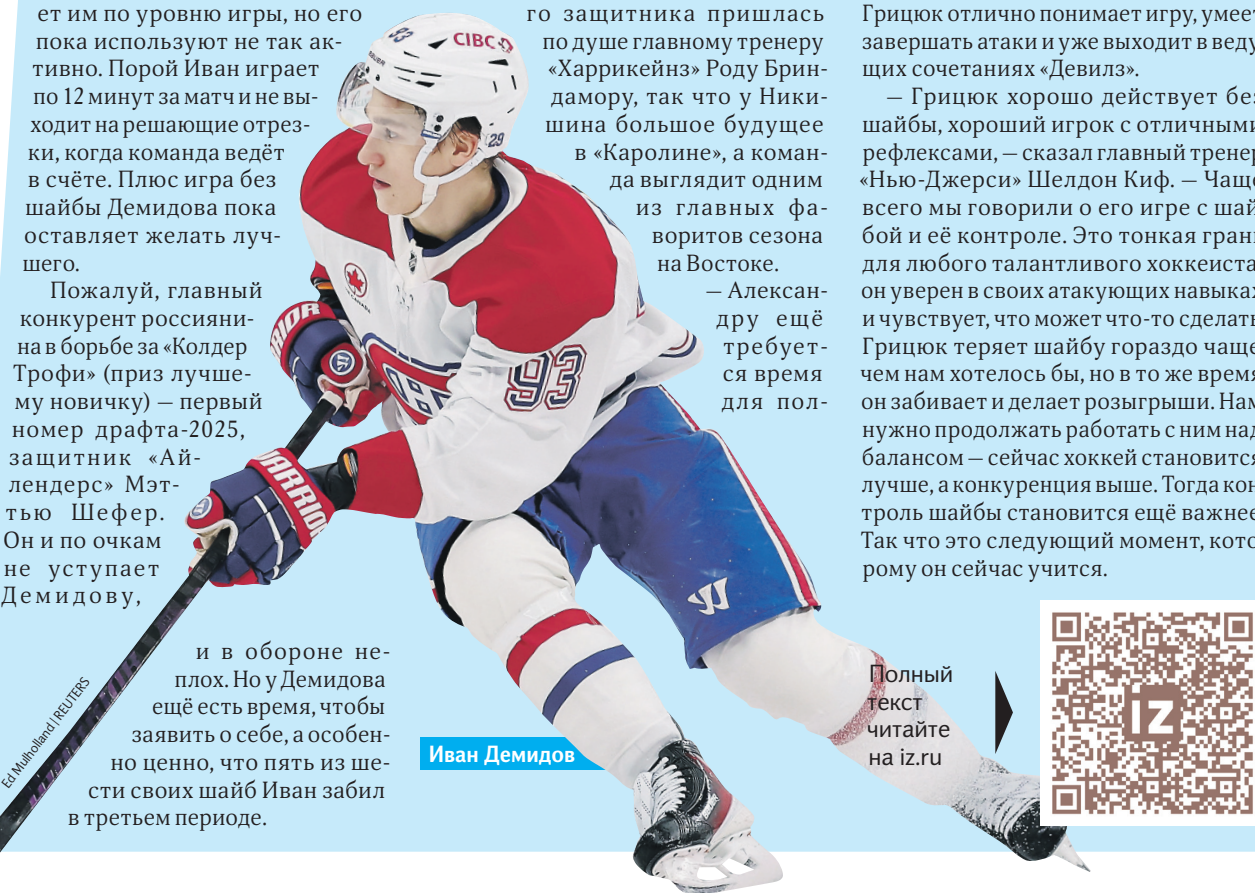 ет им по уровню игры, но его
пока используют не так ак-
тивно. Порой Иван играет
по 12 минут за матч и не вы-
ходит на решающие отрез-
ки, когда команда ведёт
в счёте. Плюс игра без
шайбы Демидова пока
оставляет желать луч-
шего.
Пожалуй, главный
конкурент россияни-
на в борьбе за «Колдер
Трофи» (приз лучше-
му новичку) — первый
номер драфта-2025,
защитник «Ай-
лендерс» Мэт-
тью Шефер.
Он и по очкам
не уступает
Демидову,
и в обороне не-
плох. Но у Демидова
ещё есть время, чтобы
заявить о себе, а особен-
но ценно, что пять из ше-
сти своих шайб Иван забил
в третьем периоде.
Ed Mulholland | REUTERS
93
CIBC
BAUER
29
Canada
93
WARRIOR
WARRIOR
Иван Демидов
го защитника пришлась
по душе главному тренеру
«Харрикейнз» Роду Брин-
дамору, так что у Ники-
шина большое будущее
в «Каролине», а коман-
да выглядит одним
из главных фа-
воритов сезона
на Востоке.
— Алексан-
дру ещё
требует-
ся время
для пол-
Грицюк отлично понимает игру, умеет
завершать атаки и уже выходит в веду
щих сочетаниях «Девилз».
— Грицюк хорошо действует без
шайбы, хороший игрок с отличными
рефлексами, — сказал главный тренер
«Нью-Джерси» Шелдон Киф. — Чаще
всего мы говорили о его игре с шай
бой и её контроле. Это тонкая грань
для любого талантливого хоккеиста
он уверен в своих атакующих навыках
и чувствует, что может что-то сделать
Грицюк теряет шайбу гораздо чаще
чем нам хотелось бы, но в то же время
он забивает и делает розыгрыши. Нам
нужно продолжать работать с ним над
балансом — сейчас хоккей становится
лучше, а конкуренция выше. Тогда кон
троль шайбы становится ещё важнее
Так что это следующий момент, кото
рому он сейчас учится.
Полный
текст
читайте
на iz.ru
IZ